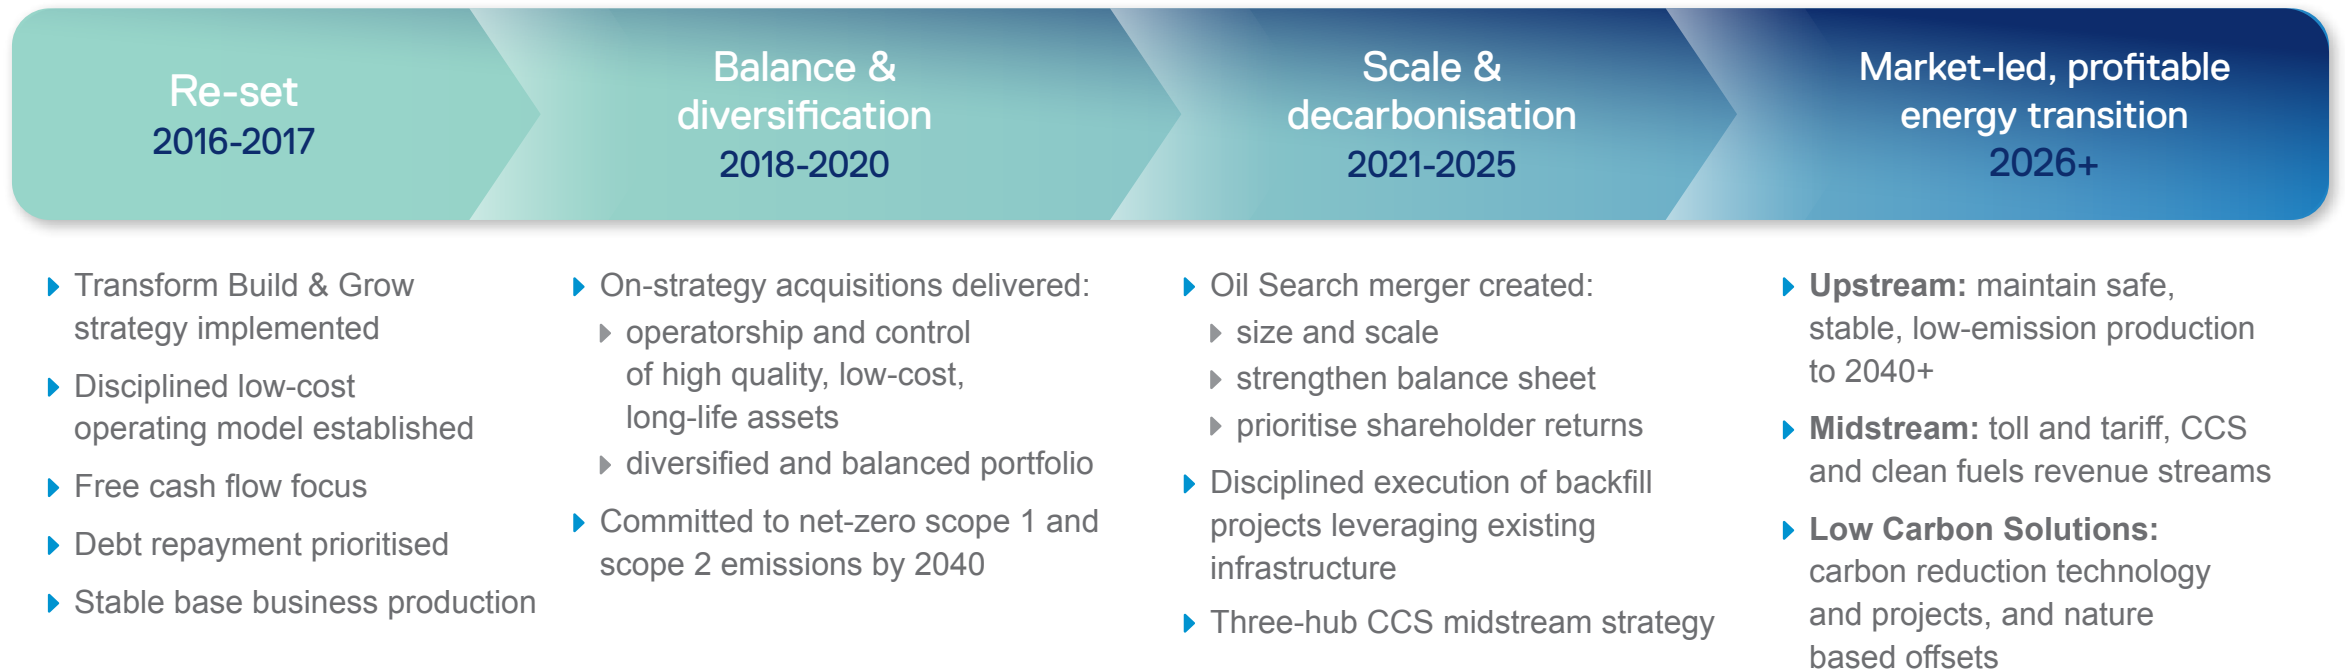 Re-set
2016-2017
Balance &
diversification
2018-2020
Scale &
decarbonisation
2021-2025
Market-led, profitable
energy transition
2026+
Transform Build & Grow
strategy implemented
Disciplined low-cost
operating model established
Free cash flow focus
Debt repayment prioritised
Stable base business production
On-strategy acquisitions delivered:
operatorship and control
of high quality, low-cost,
long-life assets
diversified and balanced portfolio
Committed to net-zero scope 1 and
scope 2 emissions by 2040
Oil Search merger created:
size and scale
strengthen balance sheet
prioritise shareholder returns
Disciplined execution of backfill
projects leveraging existing
infrastructure
Three-hub CCS midstream strategy
Upstream: maintain safe,
stable, low-emission production
to 2040+
Midstream: toll and tariff, CCS
and clean fuels revenue streams
Low Carbon Solutions:
carbon reduction technology
and projects, and nature
based offsets